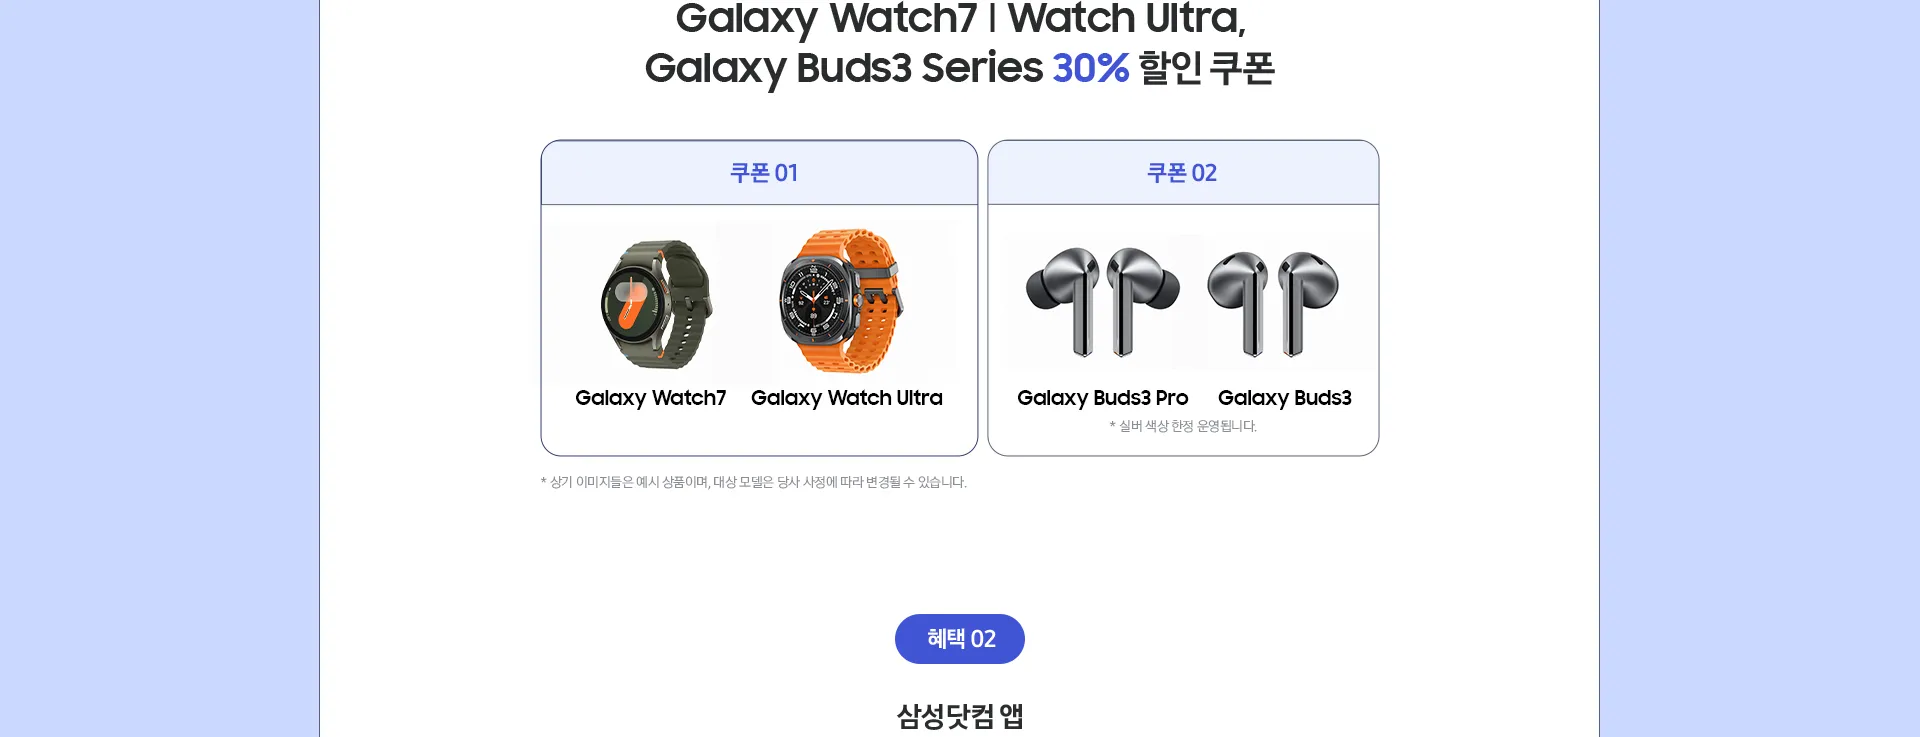 Galaxy Watch7 | Watch Ultra,
Galaxy Buds3 Series 30% 할인 쿠폰
쿠폰 01
Galaxy Watch7
Galaxy Watch Ultra
쿠폰 02
Galaxy Buds3 Pro
Galaxy Buds3
* 실버 색상 한정 운영됩니다.
* 상기 이미지들은 예시 상품이며, 대상 모델은 당사 사정에 따라 변경될 수 있습니다.
혜택 02
삼성닷컴 앱